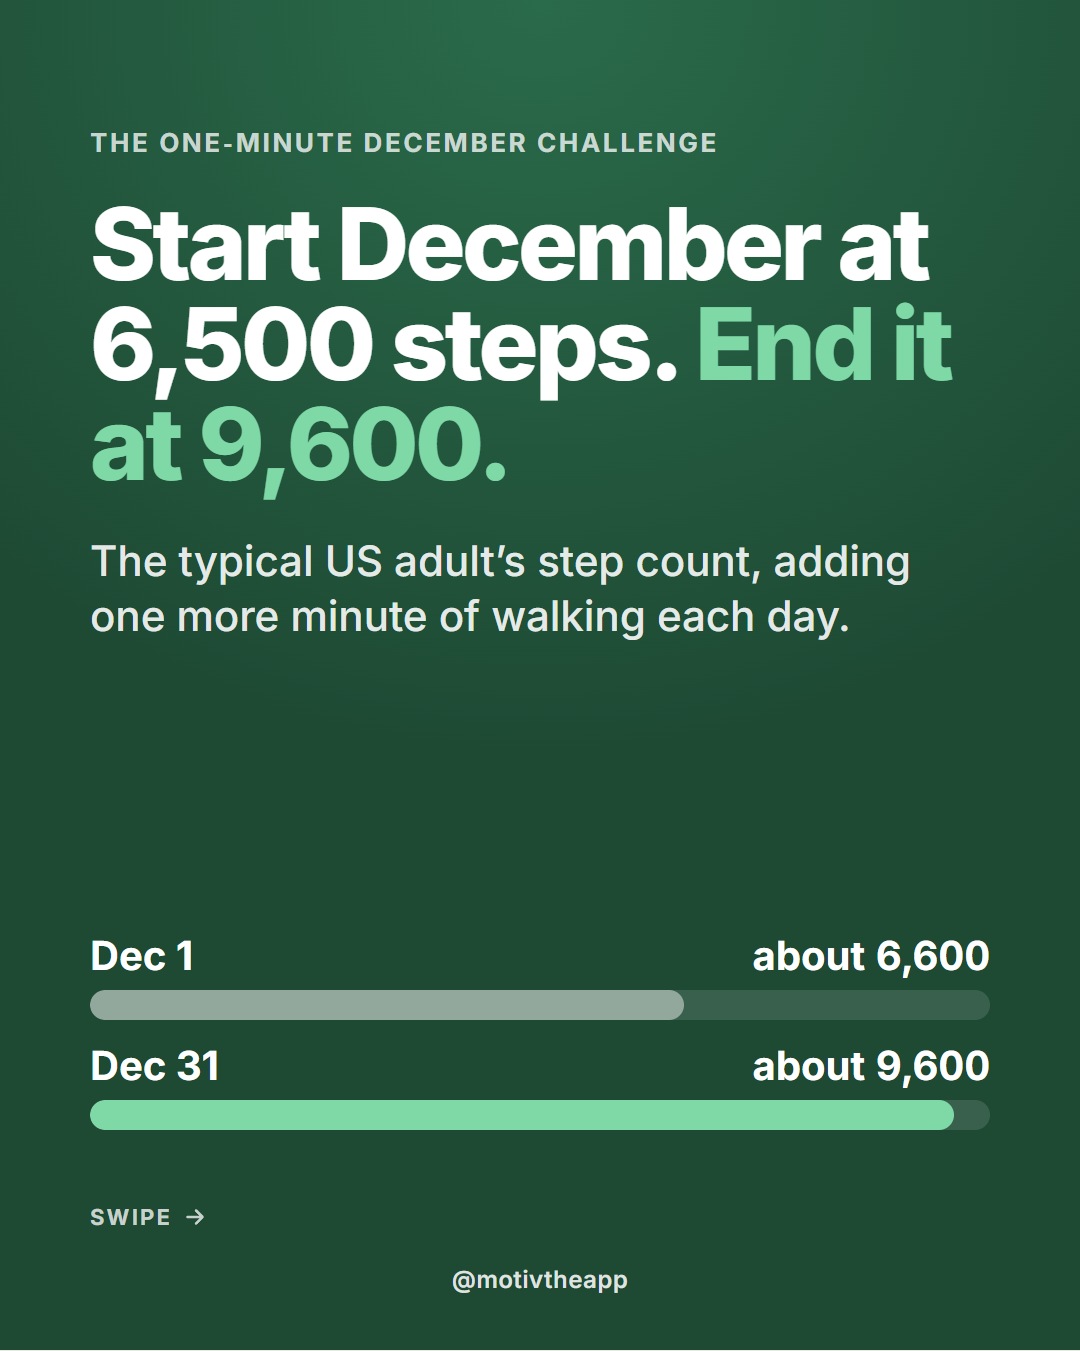 THE ONE-MINUTE DECEMBER CHALLENGE
Start December at
6,500 steps. End it
at 9,600.
The typical US adult’s step count, adding
one more minute of walking each day.
Dec 1 about 6,600
Dec 31 about 9,600
SWIPE →
@motivtheapp